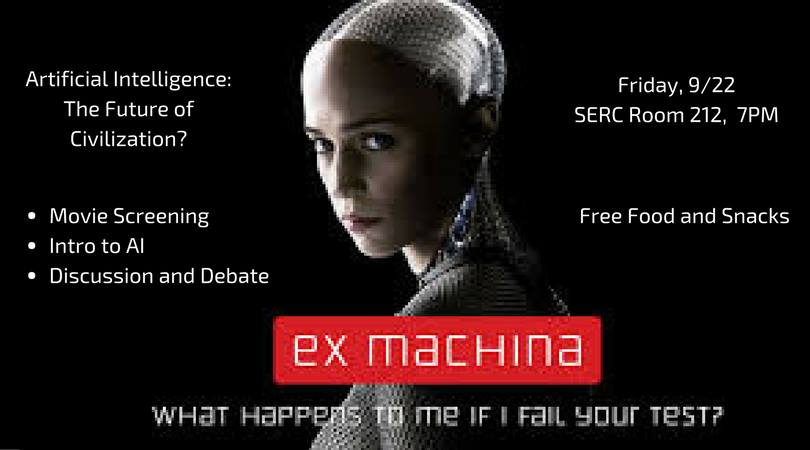 Artificial Intelligence:
The Future of
Civilization?
Friday, 9/22
SERC Room 212, 7PM
• Movie Screening
• Intro to AI
• Discussion and Debate
Free Food and Snacks
ex machina
WHAT HAPPENS TO ME IF I FAIL YOUR TEST?